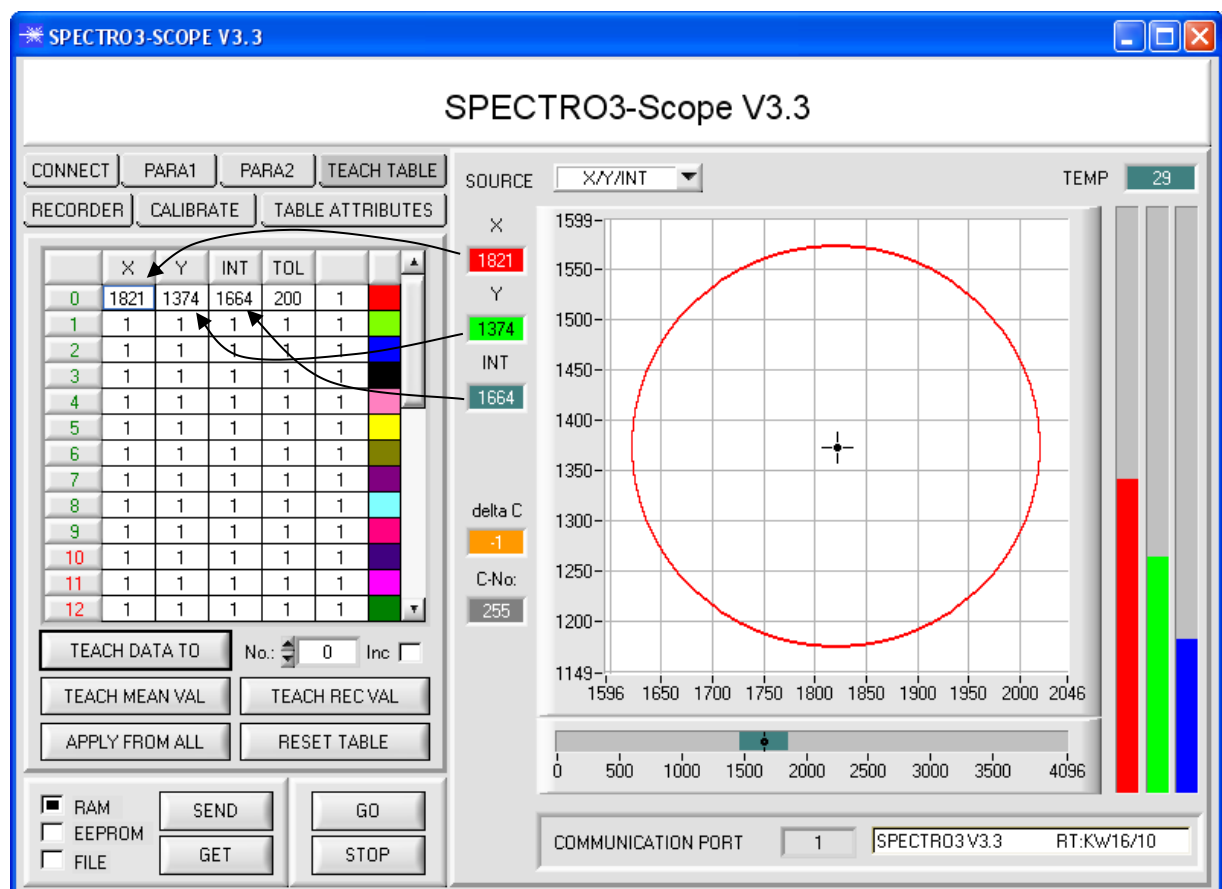 SPECTRO3-SCOPE V3.3
SPECTRO3-Scope V3.3
CONNECT PARA1 PARA2 TEACH TABLE
RECORDER CALIBRATE TABLE ATTRIBUTES
X Y INT TOL
0 1821 1374 1664 200 1
1 1 1 1 1 1
2 1 1 1 1 1
3 1 1 1 1 1
4 1 1 1 1 1
5 1 1 1 1 1
6 1 1 1 1 1
7 1 1 1 1 1
8 1 1 1 1 1
9 1 1 1 1 1
10 1 1 1 1 1
11 1 1 1 1 1
12 1 1 1 1 1
TEACH DATA TO No.: 0 Inc
TEACH MEAN VAL TEACH REC VAL
APPLY FROM ALL RESET TABLE
RAM
EEPROM
FILE
SEND GO
GET STOP
SOURCE X/Y/INT TEMP 29
X
1821
Y
1374
INT
1664
delta C
-1
C-No:
255
1599
1550
1500
1450
1400
1350
1300
1250
1200
1149
1596 1650 1700 1750 1800 1850 1900 1950 2000 2046
0 500 1000 1500 2000 2500 3000 3500 4096
COMMUNICATION PORT 1 SPECTRO3 V3.3 RT:KW16/10